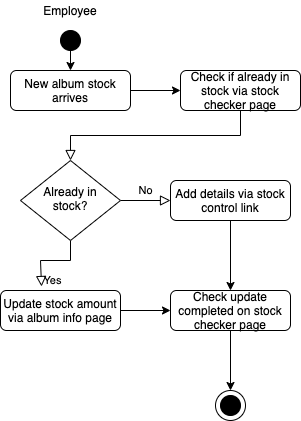 Employee
New album stock
arrives
Check if already in
stock via stock
checker page
Already in
stock?
No
Add details via stock
control link
Yes
Update stock amount
via album info page
Check update
completed on stock
checker page